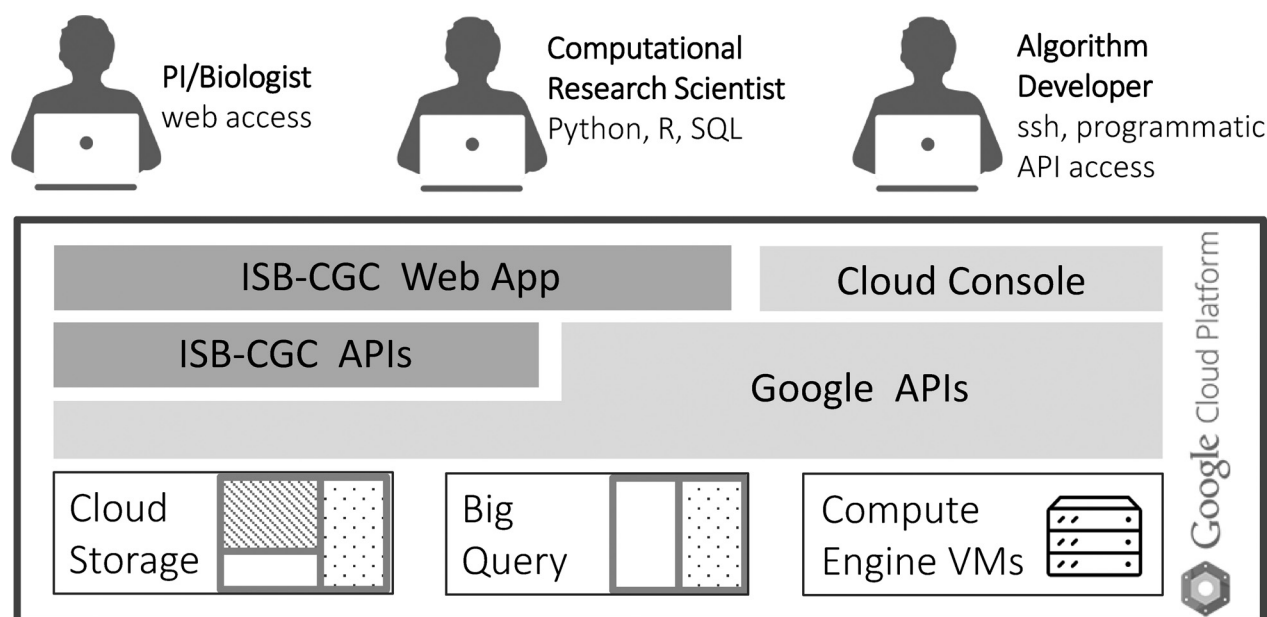 PI/Biologist
web access
Computational
Research Scientist
Python, R, SQL
Algorithm
Developer
ssh, programmatic
API access
ISB-CGC Web App
Cloud Console
ISB-CGC APIs
Google APIs
Cloud
Storage
Big
Query
Compute
Engine VMs
Google Cloud Platform